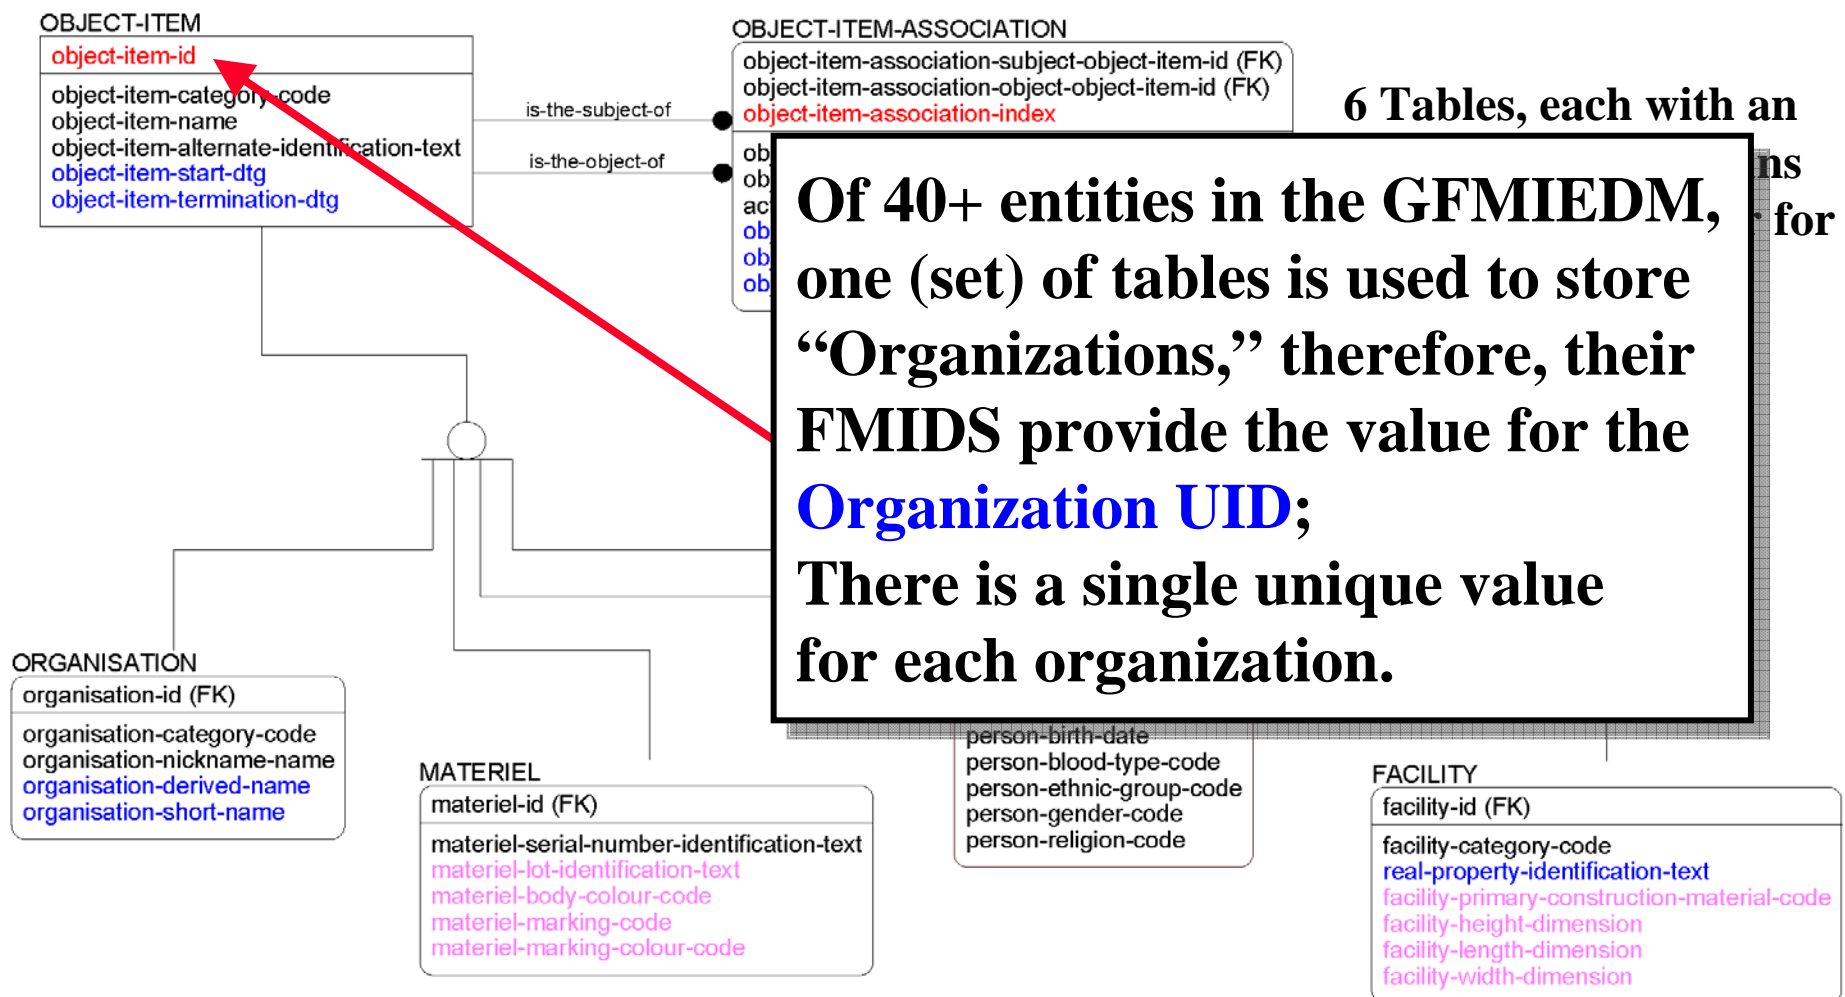 OBJECT-ITEM
object-item-id
object-item-category-code
object-item-name
object-item-alternate-identification-text
object-item-start-dtg
object-item-termination-dtg
is-the-subject-of
is-the-object-of
OBJECT-ITEM-ASSOCIATION
object-item-association-subject-object-item-id (FK)
object-item-association-object-object-item-id (FK)
object-item-association-index
ob
ob
ac
ob
ob
ob
6 Tables, each with an
ns
for
Of 40+ entities in the GFMIEDM,
one (set) of tables is used to store
“Organizations,” therefore, their
FMIDS provide the value for the
Organization UID;
There is a single unique value
for each organization.
ORGANISATION
organisation-id (FK)
organisation-category-code
organisation-nickname-name
organisation-derived-name
organisation-short-name
MATERIEL
materiel-id (FK)
materiel-serial-number-identification-text
materiel-lot-identification-text
materiel-body-colour-code
materiel-marking-code
materiel-marking-colour-code
person-birth-date
person-blood-type-code
person-ethnic-group-code
person-gender-code
person-religion-code
FACILITY
facility-id (FK)
facility-category-code
real-property-identification-text
facility-primary-construction-material-code
facility-height-dimension
facility-length-dimension
facility-width-dimension